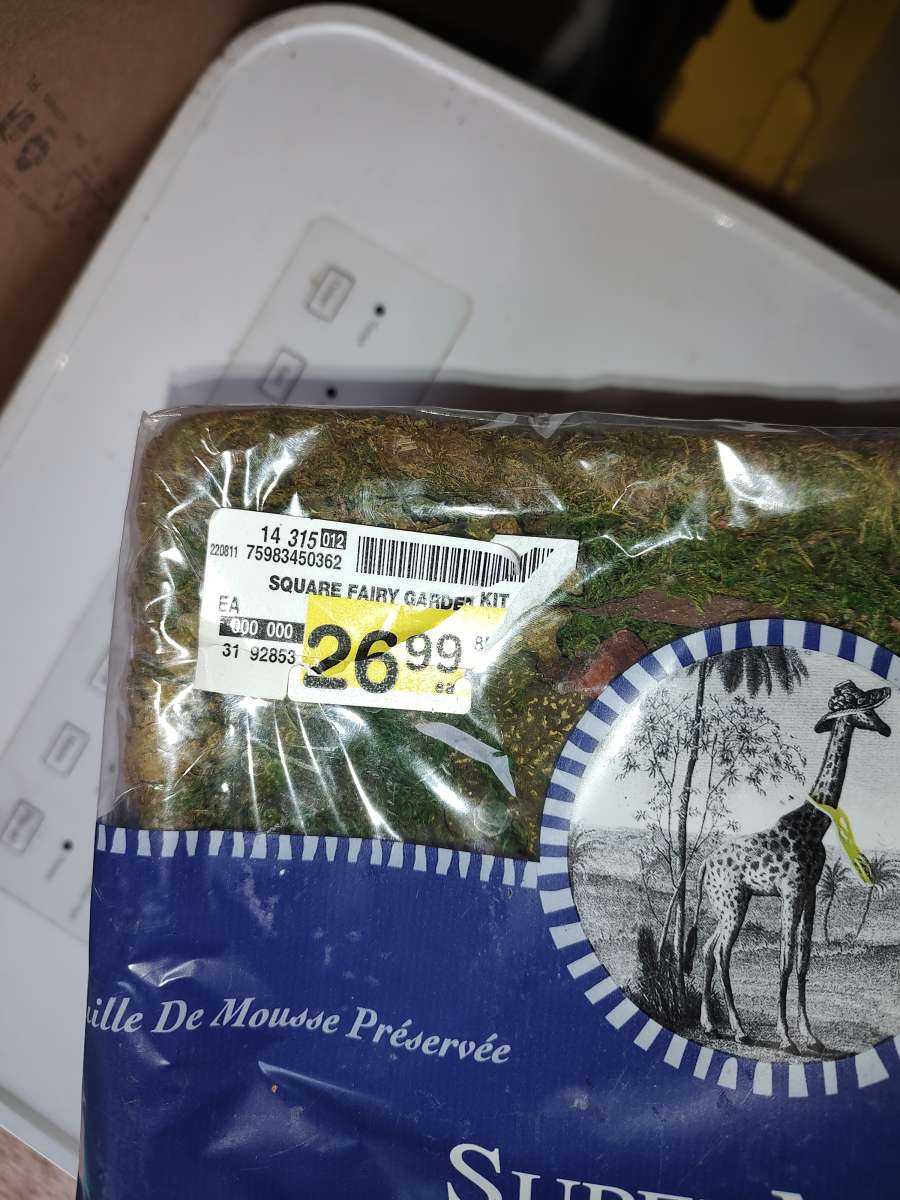 14 315 012
220811 75983450362
SQUARE FAIRY GARDEN KIT
EA
000 000
31 92853
26 99
ea
De Mousse Préservée